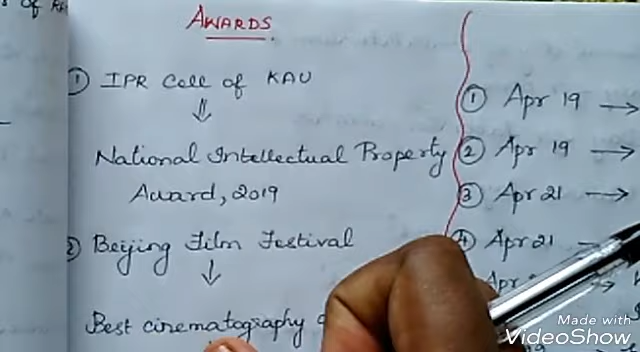 AWARDS
① IPR Cell of KAU
⇓
National Intellectual Property
Award, 2019
② Beijing Film Festival
↓
Best cinematography
① Apr 19 →
② Apr 19 →
③ Apr 21 →
④ Apr 21
Apr
Made with
VideoShow